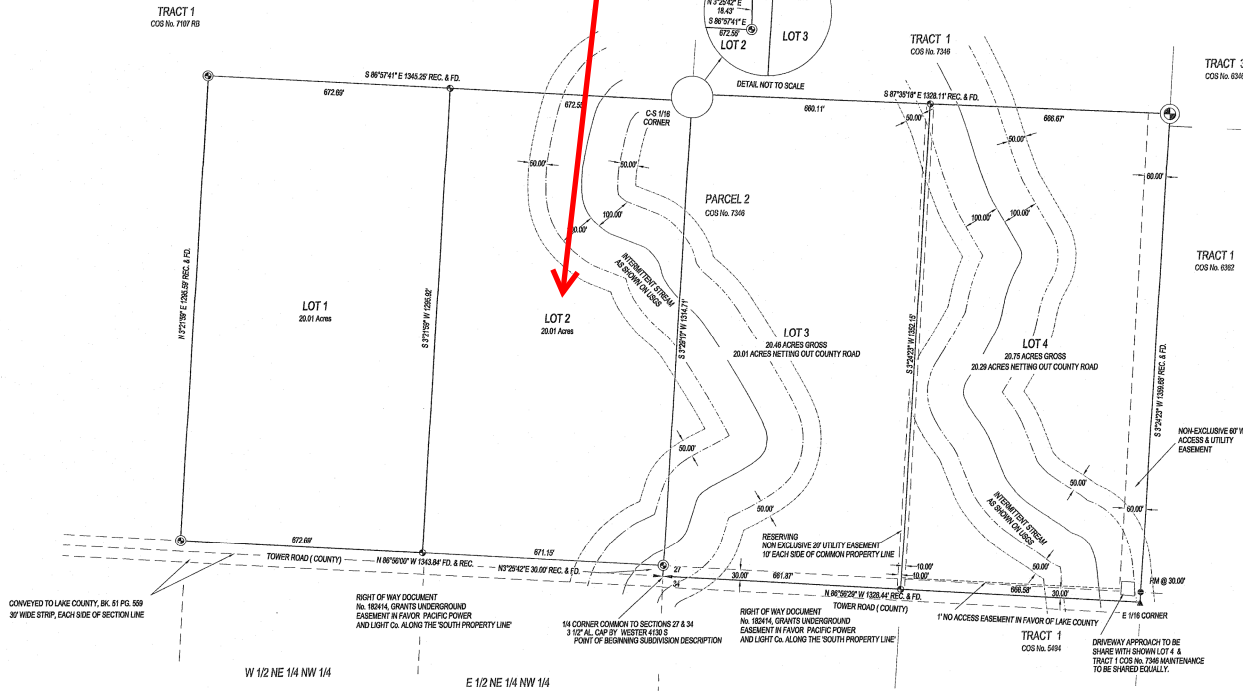 TRACT 1
COS No. 7107 RB
N 3°25'42" E
18.43'
S 86°57'41" E
672.56'
LOT 2
LOT 3
DETAIL NOT TO SCALE
TRACT 1
COS No. 7346
TRACT
COS No.
S 86°57'41" E 1345.25' REC. & FD.
672.69'
C-S 1/16
CORNER
660.11'
S 87°35'18" E 1328.11' REC. & FD.
666.67'
50.00'
50.00'
50.00'
50.00'
60.00'
PARCEL 2
COS No. 7346
100.00'
100.00'
100.00'
TRACT 1
COS No. 6362
INTERMITTENT STREAM
AS SHOWN ON USGS
N 3°21'59" E 1295.59' REC. & FD.
LOT 1
20.01 Acres
S 3°21'59" W 1295.92'
LOT 2
20.01 Acres
LOT 3
20.46 ACRES GROSS
20.01 ACRES NETTING OUT COUNTY ROAD
S 3°24'23" W 1352.15'
LOT 4
20.75 ACRES GROSS
20.29 ACRES NETTING OUT COUNTY ROAD
S 3°24'23" W 1359.68' REC. & FD.
NON-EXCLUSIVE 60'
ACCESS & UTILITY
EASEMENT
50.00'
50.00'
50.00'
60.00'
INTERMITTENT STREAM
AS SHOWN ON USGS
RESERVING
NON EXCLUSIVE 20' UTILITY EASEMENT
10' EACH SIDE OF COMMON PROPERTY LINE
672.69'
671.15'
TOWER ROAD ( COUNTY)
N 86°56'00" W 1343.84' FD. & REC.
N3°25'42"E 30.00' REC. & FD.
27
34
30.00'
661.87'
10.00'
10.00'
50.00'
666.58'
30.00'
RM @ 30.00'
N 86°56'29" W 1328.44' REC. & FD.
TOWER ROAD ( COUNTY)
E 1/16 CORNER
1' NO ACCESS EASEMENT IN FAVOR OF LAKE COUNTY
CONVEYED TO LAKE COUNTY, BK. 51 PG. 559
30' WIDE STRIP, EACH SIDE OF SECTION LINE
RIGHT OF WAY DOCUMENT
No. 182414, GRANTS UNDERGROUND
EASEMENT IN FAVOR PACIFIC POWER
AND LIGHT Co. ALONG THE 'SOUTH PROPERTY LINE'
1/4 CORNER COMMON TO SECTIONS 27 & 34
3 1/2" AL. CAP BY WESTER 4130 S
POINT OF BEGINNING SUBDIVISION DESCRIPTION
RIGHT OF WAY DOCUMENT
No. 182414, GRANTS UNDERGROUND
EASEMENT IN FAVOR PACIFIC POWER
AND LIGHT Co. ALONG THE 'SOUTH PROPERTY LINE'
TRACT 1
COS No. 5494
DRIVEWAY APPROACH TO BE
SHARE WITH SHOWN LOT 4 &
TRACT 1 COS No. 7346 MAINTENANCE
TO BE SHARED EQUALLY.
W 1/2 NE 1/4 NW 1/4
E 1/2 NE 1/4 NW 1/4